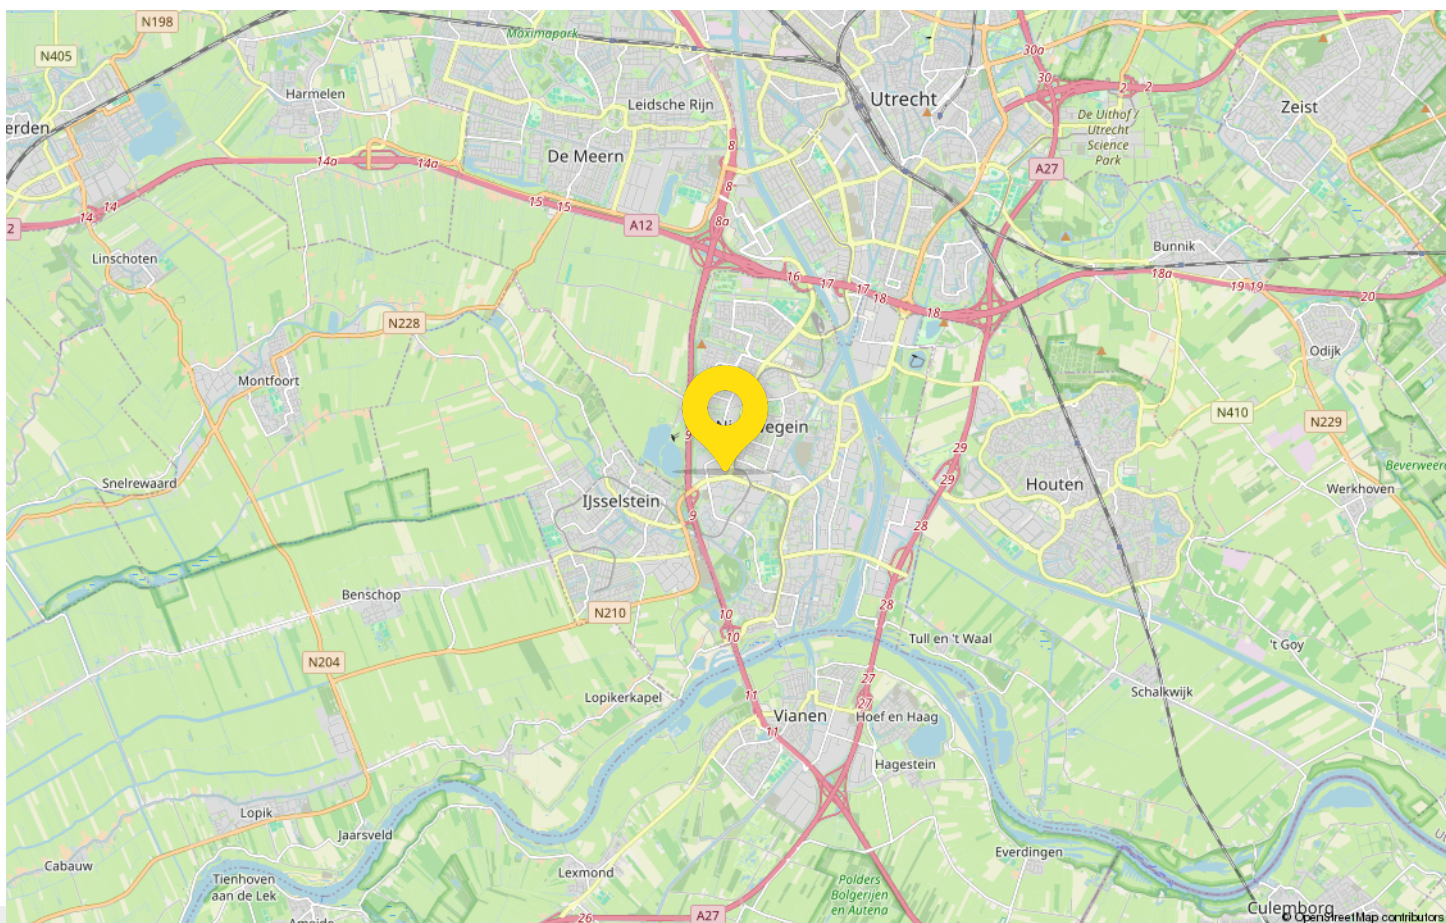 N198
Maximapark
30a
N405
30
2
2
Harmelen
Leidsche Rijn
Utrecht
Zeist
erden
De Uithof /
Utrecht
Science
Park
8
De Meern
14a
14a
A27
8
15
15
14
14
8a
A12
2
Bunnik
Linschoten
16
17
17
18
18a
18
19
19
20
N228
Odijk
Montfoort
N410
N229
9
Beverweer
Snelrewaard
29
29
Houten
Werkhoven
IJsselstein
9
28
Benschop
28
N210
10
10
Tull en 't Waal
't Goy
N204
27
Lopikerkapel
11
27
Schalkwijk
Vianen
Hoef en Haag
11
Hagestein
Lopik
Jaarsveld
Everdingen
Cabauw
Lexmond
Tienhoven
aan de Lek
Polders
Bolgerijen
en Autena
Culemborg
26
A27
Ameide
© OpenStreetMap contributors